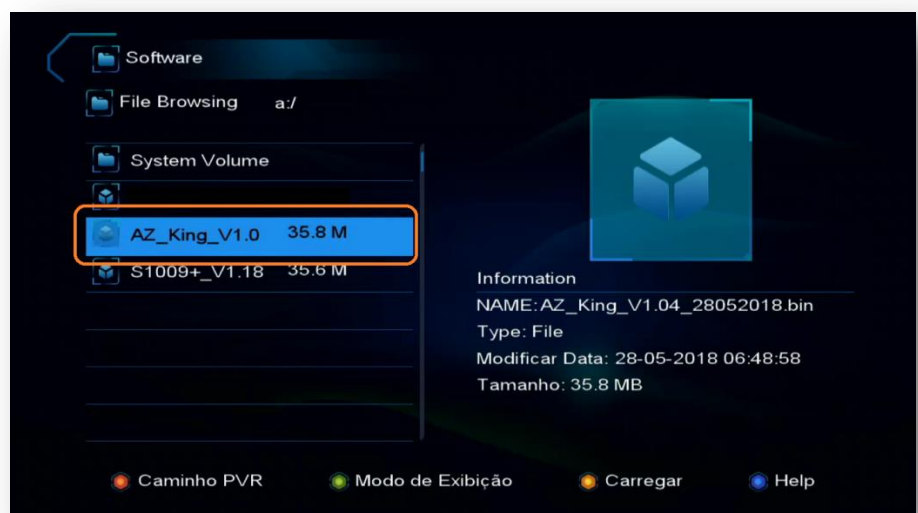 Software
File Browsing a:/
System Volume
AZ_King_V1.0 35.8 M
S1009+_V1.18 35.6 M
Information
NAME:AZ_King_V1.04_28052018.bin
Type: File
Modificar Data: 28-05-2018 06:48:58
Tamanho: 35.8 MB
Caminho PVR Modo de Exibição Carregar Help